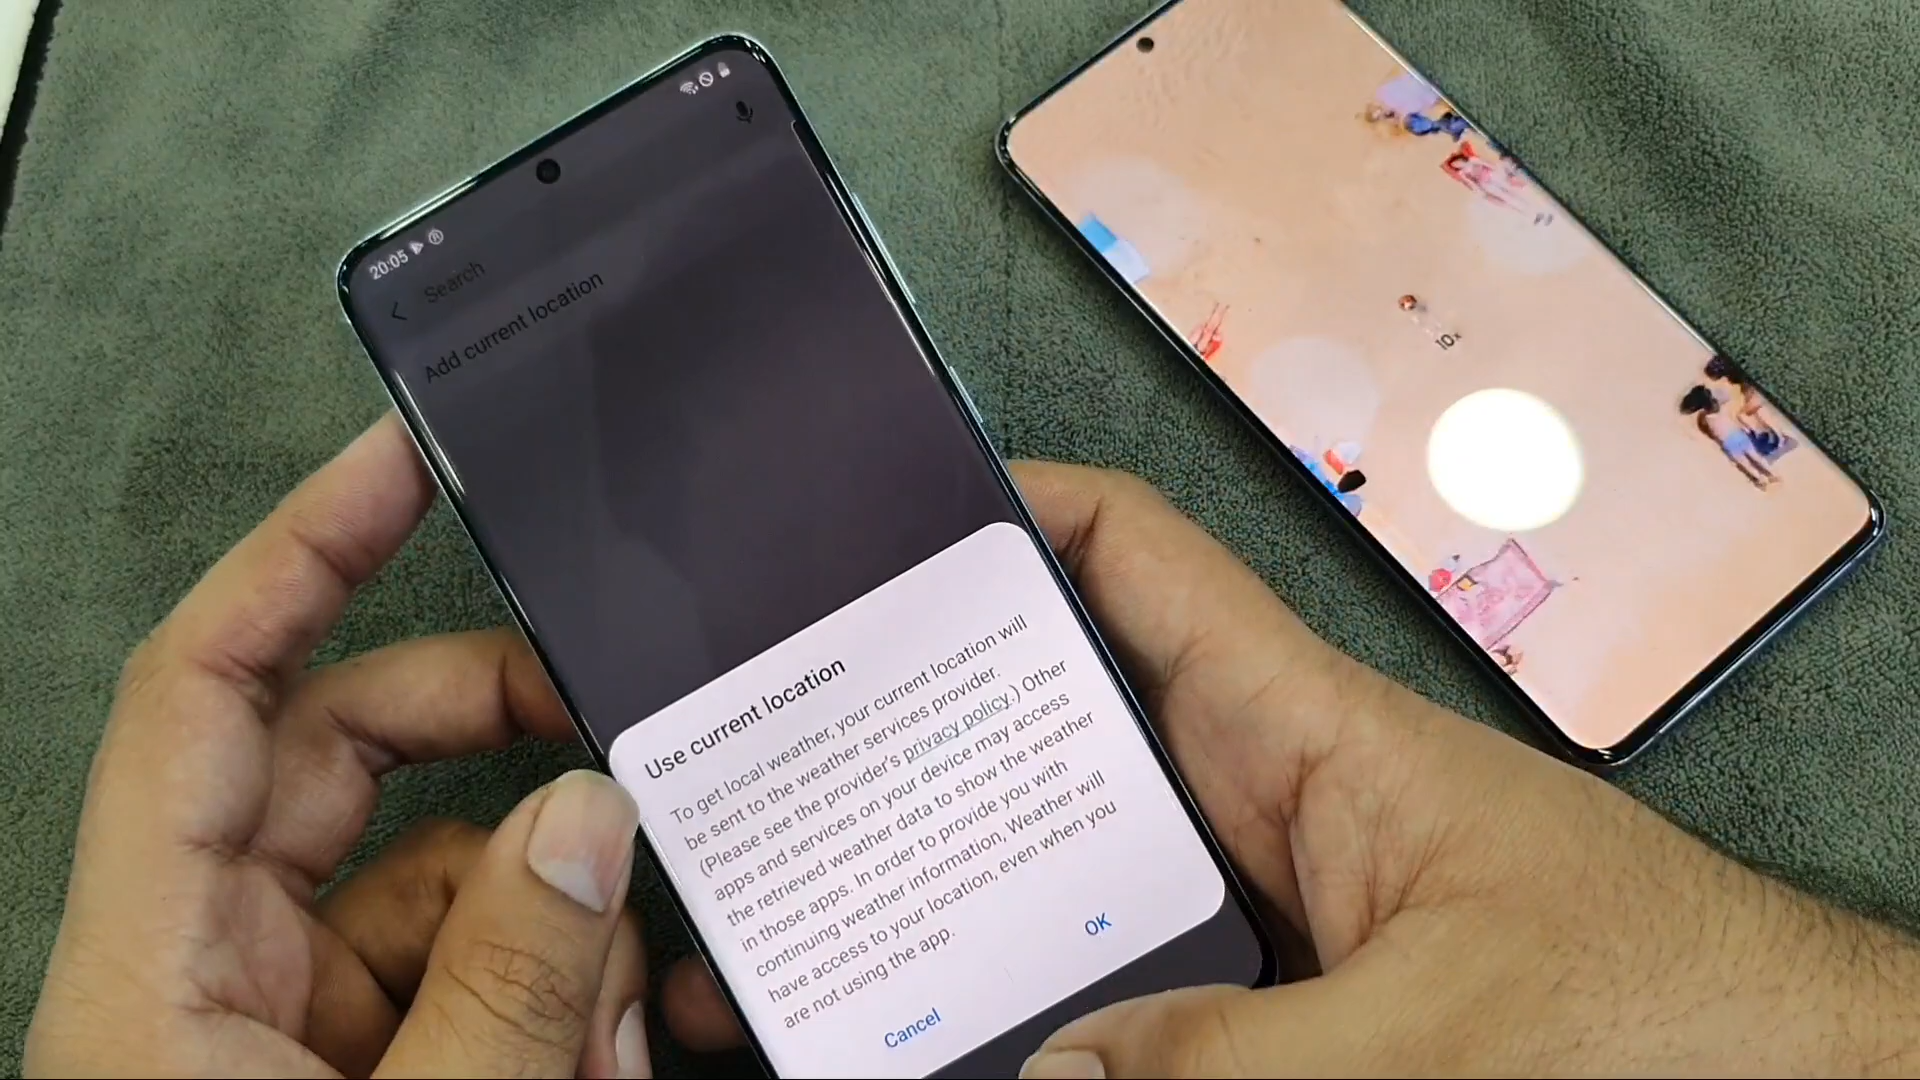 20:05
Search
Add current location
Use current location
To get local weather, your current location will
be sent to the weather services provider.
(Please see the provider's privacy policy.) Other
apps and services on your device may access
the retrieved weather data to show the weather
in those apps. In order to provide you with
continuing weather information, Weather will
have access to your location, even when you
are not using the app.
Cancel
OK
10x